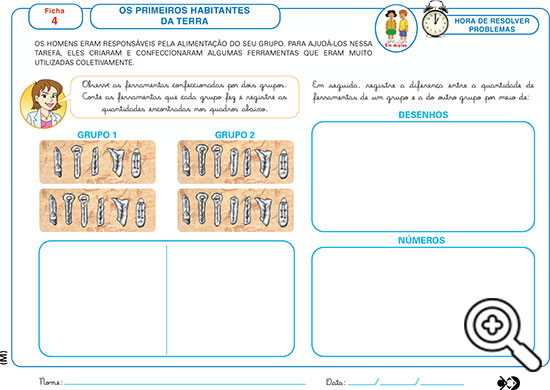 Ficha
4
OS PRIMEIROS HABITANTES
DA TERRA
Em duplas
HORA DE RESOLVER
PROBLEMAS
OS HOMENS ERAM RESPONSÁVEIS PELA ALIMENTAÇÃO DO SEU GRUPO. PARA AJUDÁ-LOS NESSA
TAREFA, ELES CRIARAM E CONFECCIONARAM ALGUMAS FERRAMENTAS QUE ERAM MUITO
UTILIZADAS COLETIVAMENTE.
Observe as ferramentas confeccionadas por dois grupos.
Conte as ferramentas que cada grupo fez e registre as
quantidades encontradas nos quadros abaixo.
GRUPO 1
GRUPO 2
Em seguida, registre a diferença entre a quantidade de
ferramentas de um grupo e a do outro grupo por meio de:
DESENHOS
NÚMEROS
(M)
Nome:
Data: / /